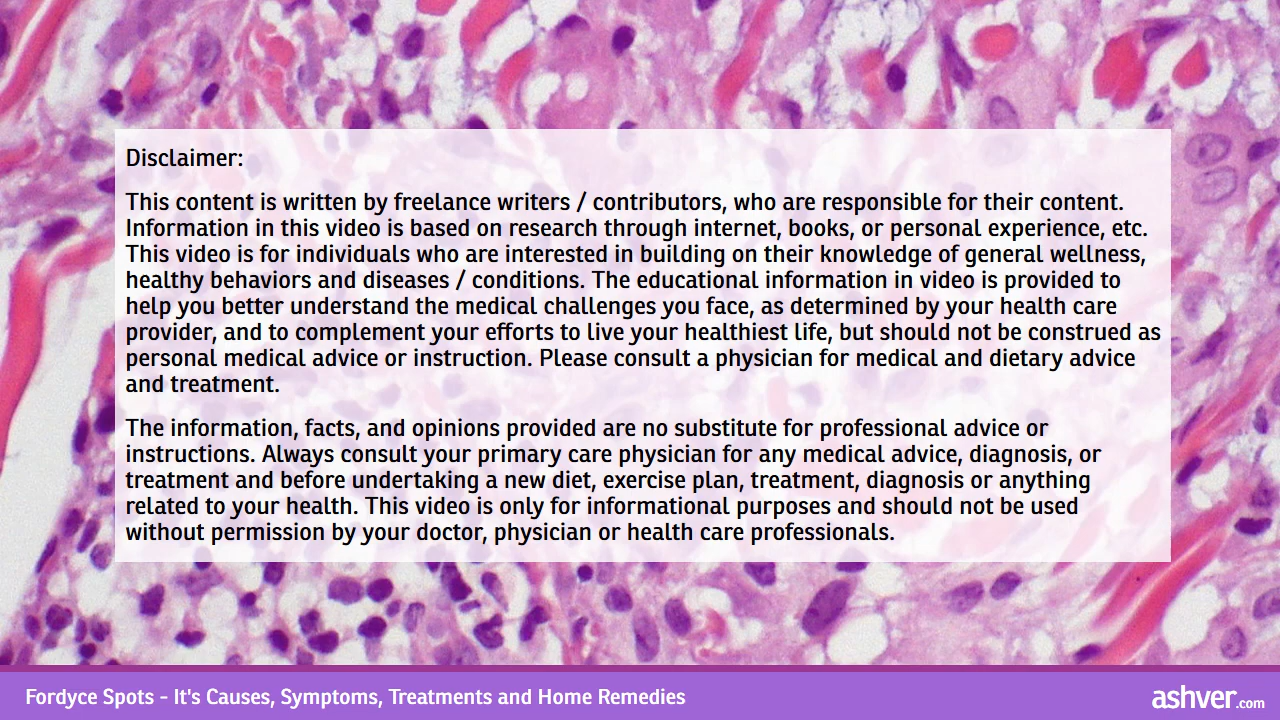 Disclaimer:
This content is written by freelance writers / contributors, who are responsible for their content.
Information in this video is based on research through internet, books, or personal experience, etc.
This video is for individuals who are interested in building on their knowledge of general wellness,
healthy behaviors and diseases / conditions. The educational information in video is provided to
help you better understand the medical challenges you face, as determined by your health care
provider, and to complement your efforts to live your healthiest life, but should not be construed as
personal medical advice or instruction. Please consult a physician for medical and dietary advice
and treatment.
The information, facts, and opinions provided are no substitute for professional advice or
instructions. Always consult your primary care physician for any medical advice, diagnosis, or
treatment and before undertaking a new diet, exercise plan, treatment, diagnosis or anything
related to your health. This video is only for informational purposes and should not be used
without permission by your doctor, physician or health care professionals.
Fordyce Spots - It's Causes, Symptoms, Treatments and Home Remedies
ashver.com